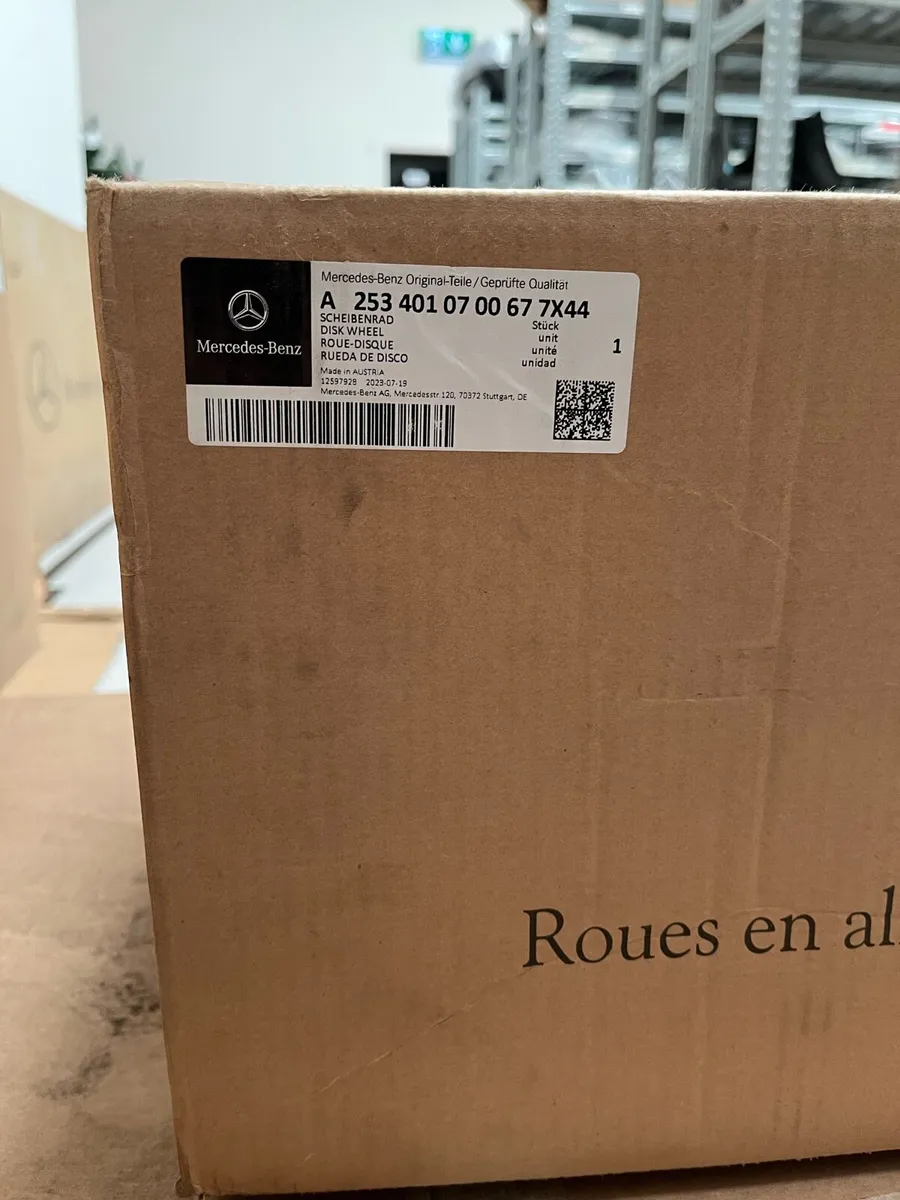 Mercedes-Benz
Mercedes-Benz Original-Teile/Geprüfte Qualität
A 253 401 07 00 67 7X44
SCHEIBENRAD
DISK WHEEL
ROUE-DISQUE
RUEDA DE DISCO
Stück
unit
unité
unidad
1
Made in AUSTRIA
12597928 2023-07-19
Mercedes-Benz AG, Mercedesstr. 120, 70372 Stuttgart, DE
Roues en al